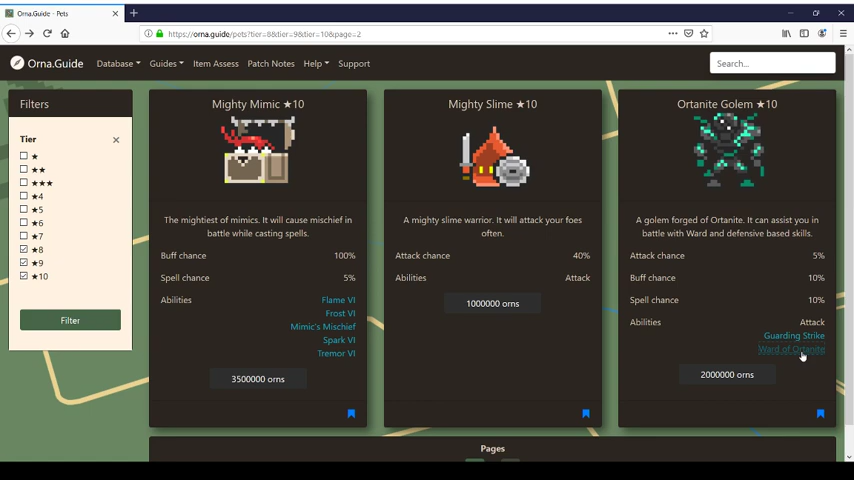 Orna.Guide - Pets
https://orna.guide/pets?tier=8&tier=9&tier=10&page=2
Orna.Guide Database Guides Item Assess Patch Notes Help Support Search...
Filters
Tier
★
★★
★★★
★4
★5
★6
★7
★8
★9
★10
Filter
Mighty Mimic ★10
The mightiest of mimics. It will cause mischief in
battle while casting spells.
Buff chance 100%
Spell chance 5%
Abilities Flame VI
Frost VI
Mimic's Mischief
Spark VI
Tremor VI
3500000 orns
Mighty Slime ★10
A mighty slime warrior. It will attack your foes
often.
Attack chance 40%
Abilities Attack
1000000 orns
Ortanite Golem ★10
A golem forged of Ortanite. It can assist you in
battle with Ward and defensive based skills.
Attack chance 5%
Buff chance 10%
Spell chance 10%
Abilities Attack
Guarding Strike
Ward of Ortanite
2000000 orns
Pages